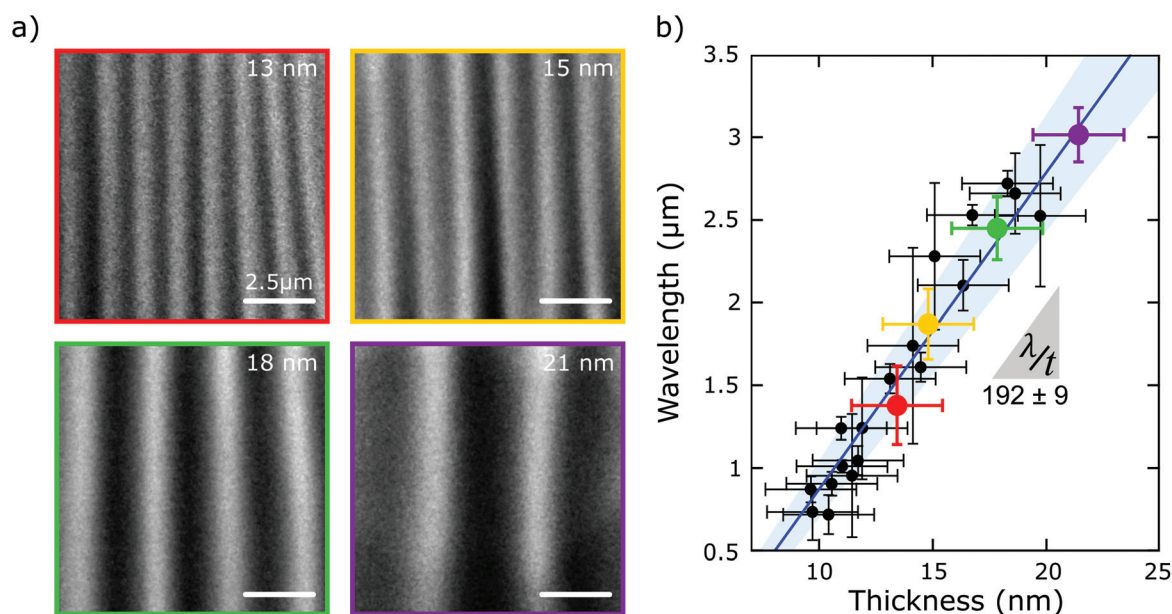 a)
13 nm
2.5μm
15 nm
18 nm
21 nm
b)
Wavelength (μm)
3.5
3
2.5
2
1.5
1
0.5
λ/t
192 ± 9
10
15
20
25
Thickness (nm)